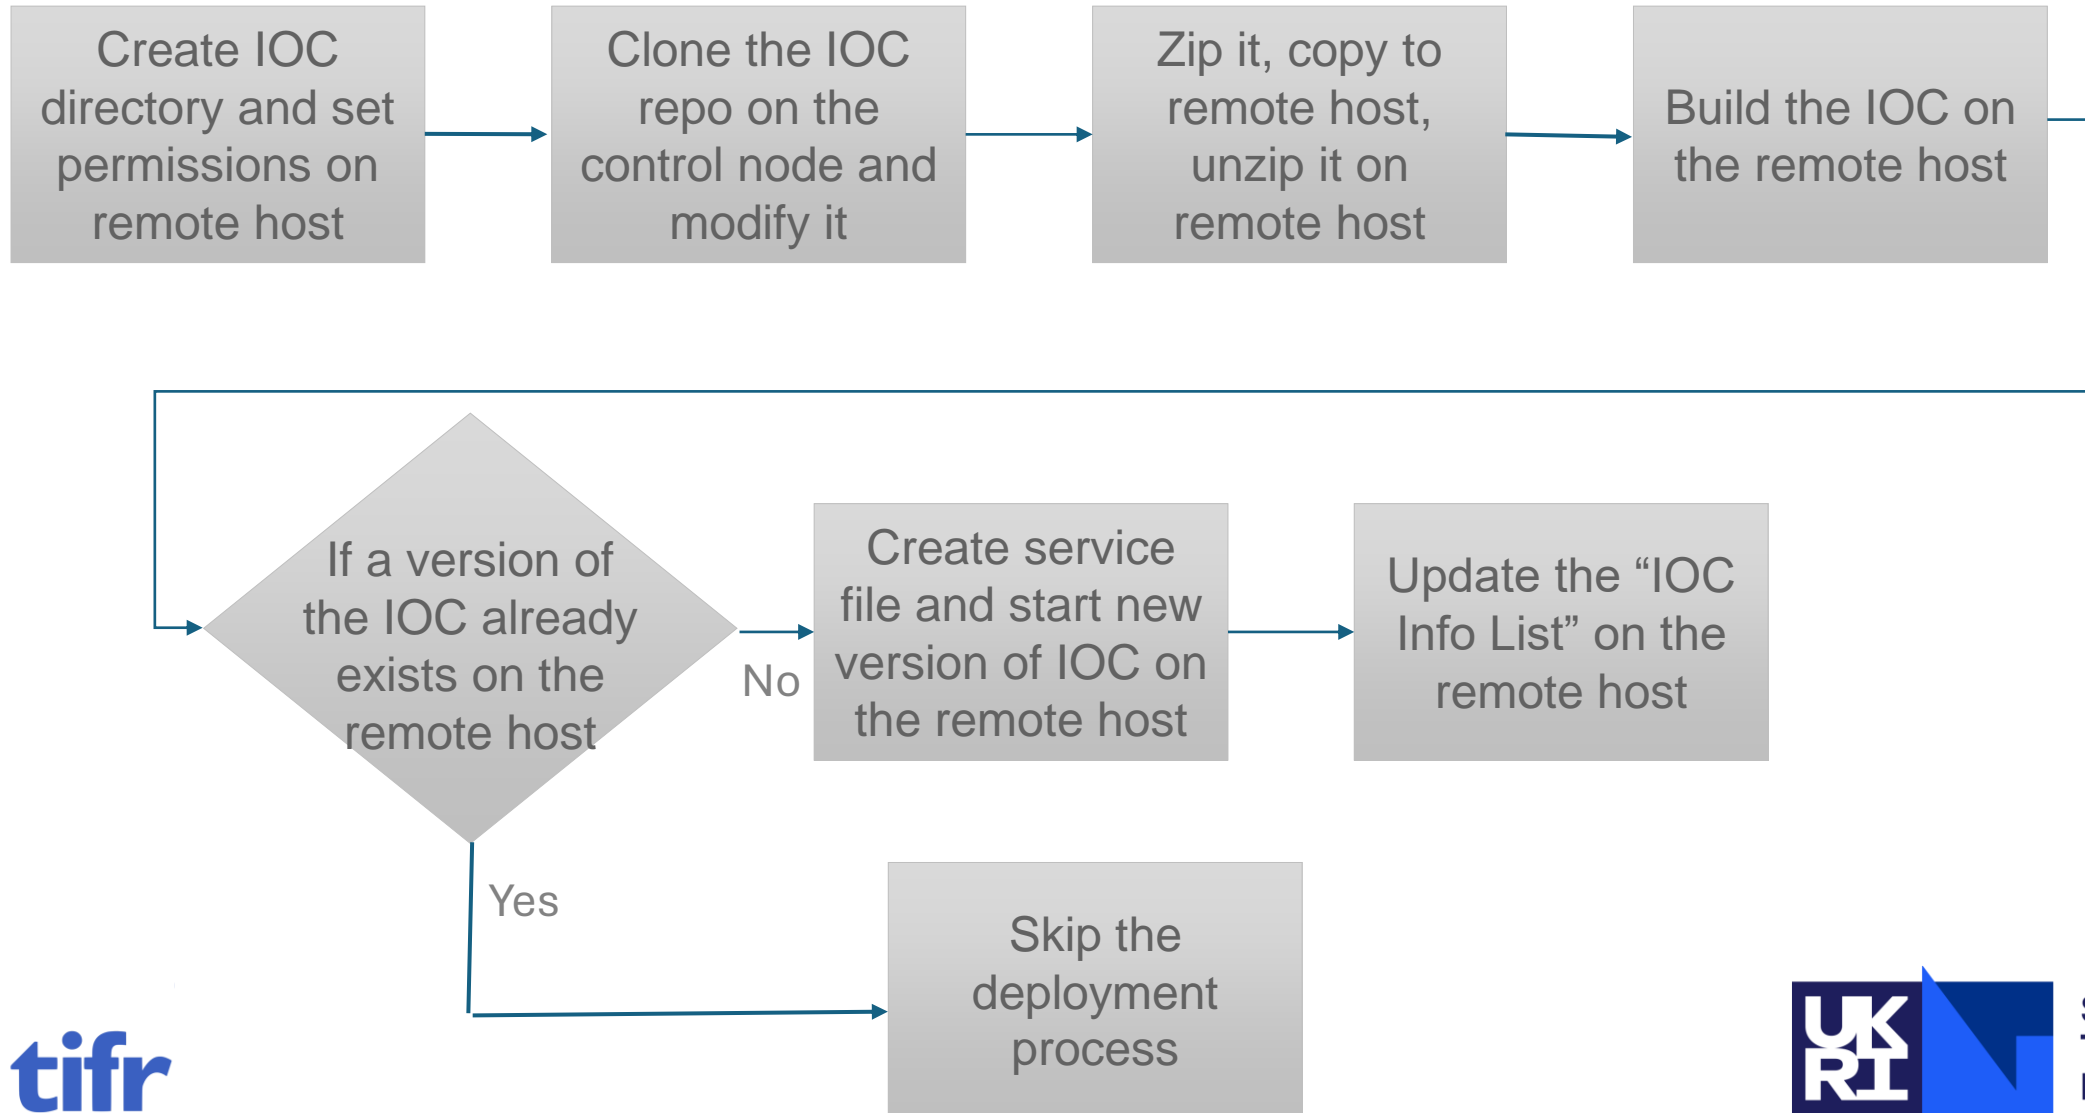 Create IOC
directory and set
permissions on
remote host
Clone the IOC
repo on the
control node and
modify it
Zip it, copy to
remote host,
unzip it on
remote host
Build the IOC on
the remote host
If a version of
the IOC already
exists on the
remote host
No
Create service
file and start new
version of IOC on
the remote host
Update the “IOC
Info List” on the
remote host
Yes
Skip the
deployment
process
tifr
UK
RI